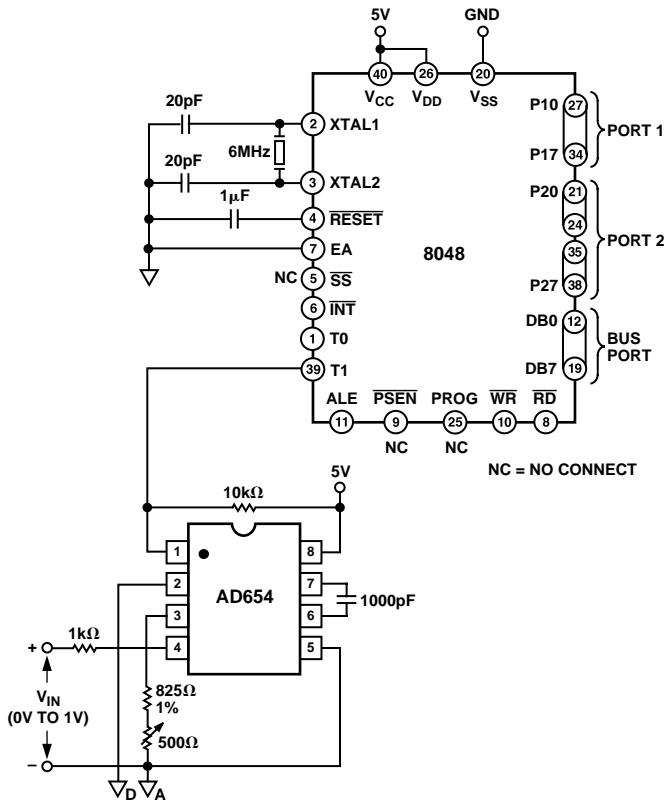 5V
GND
40
26
20
VCC
VDD
VSS
20pF
2
XTAL1
6MHz
20pF
3
XTAL2
1μF
4
RESET
7
EA
NC
5
SS
6
INT
1
T0
39
T1
8048
P10
27
P17
34
PORT 1
P20
21
24
35
P27
38
PORT 2
DB0
12
DB7
19
BUS
PORT
ALE
PSEN
PROG
WR
RD
11
9
25
10
8
NC
NC
NC = NO CONNECT
5V
10kΩ
1
8
2
7
AD654
1000pF
3
6
1kΩ
4
5
+
VIN
(0V TO 1V)
–
825Ω
1%
500Ω
D
A